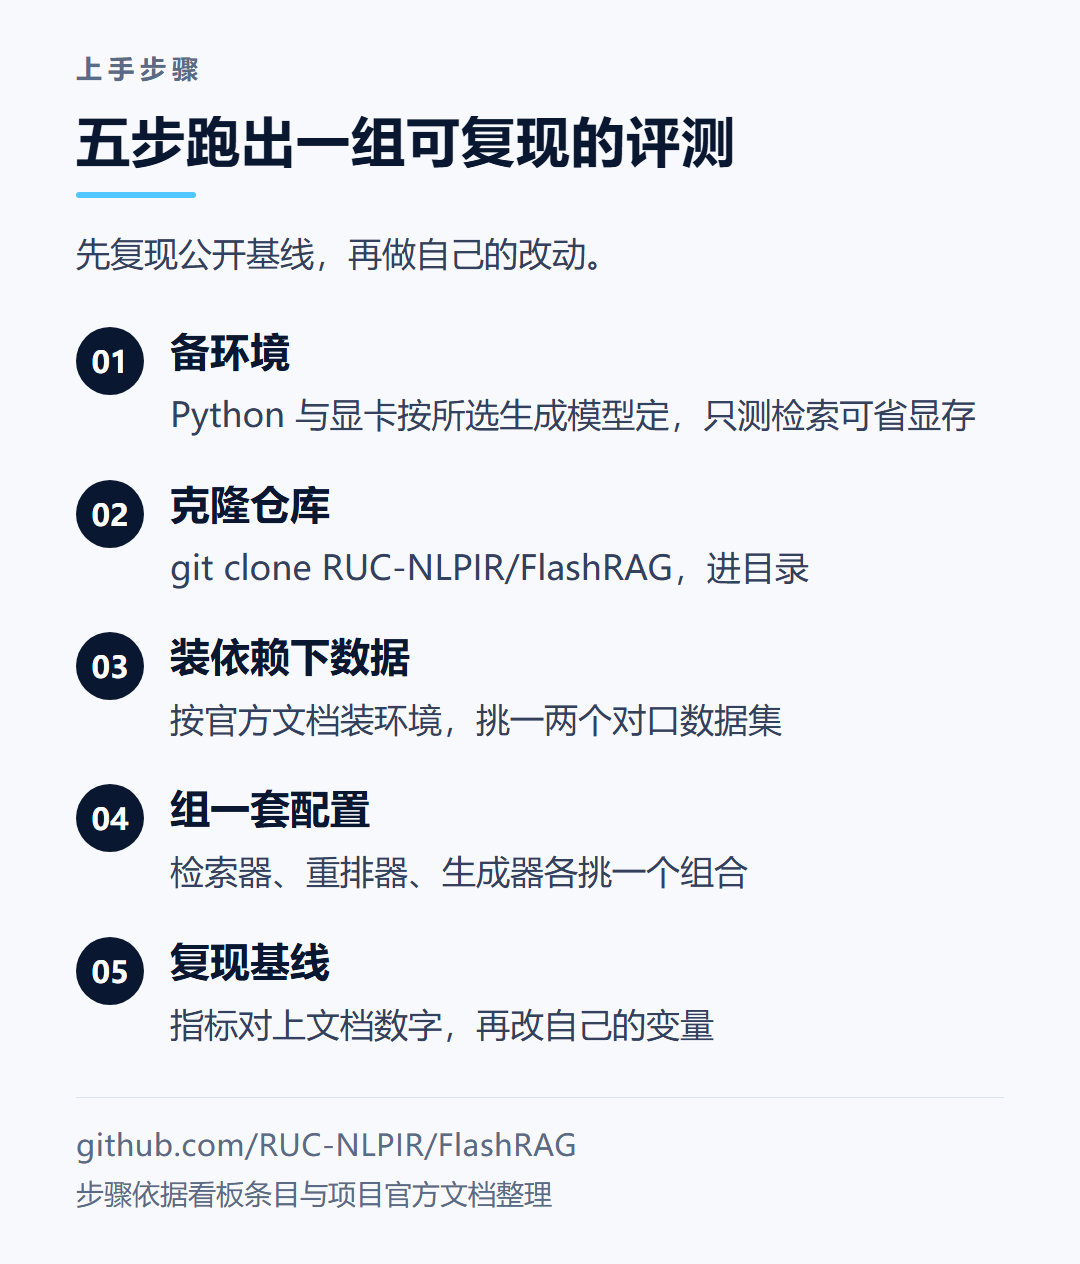 上手步骤
五步跑出一组可复现的评测
先复现公开基线，再做自己的改动。
01
备环境
Python 与显卡按所选生成模型定，只测检索可省显存
02
克隆仓库
git clone RUC-NLPIR/FlashRAG，进目录
03
装依赖下数据
按官方文档装环境，挑一两个对口数据集
04
组一套配置
检索器、重排器、生成器各挑一个组合
05
复现基线
指标对上文档数字，再改自己的变量
github.com/RUC-NLPIR/FlashRAG
步骤依据看板条目与项目官方文档整理